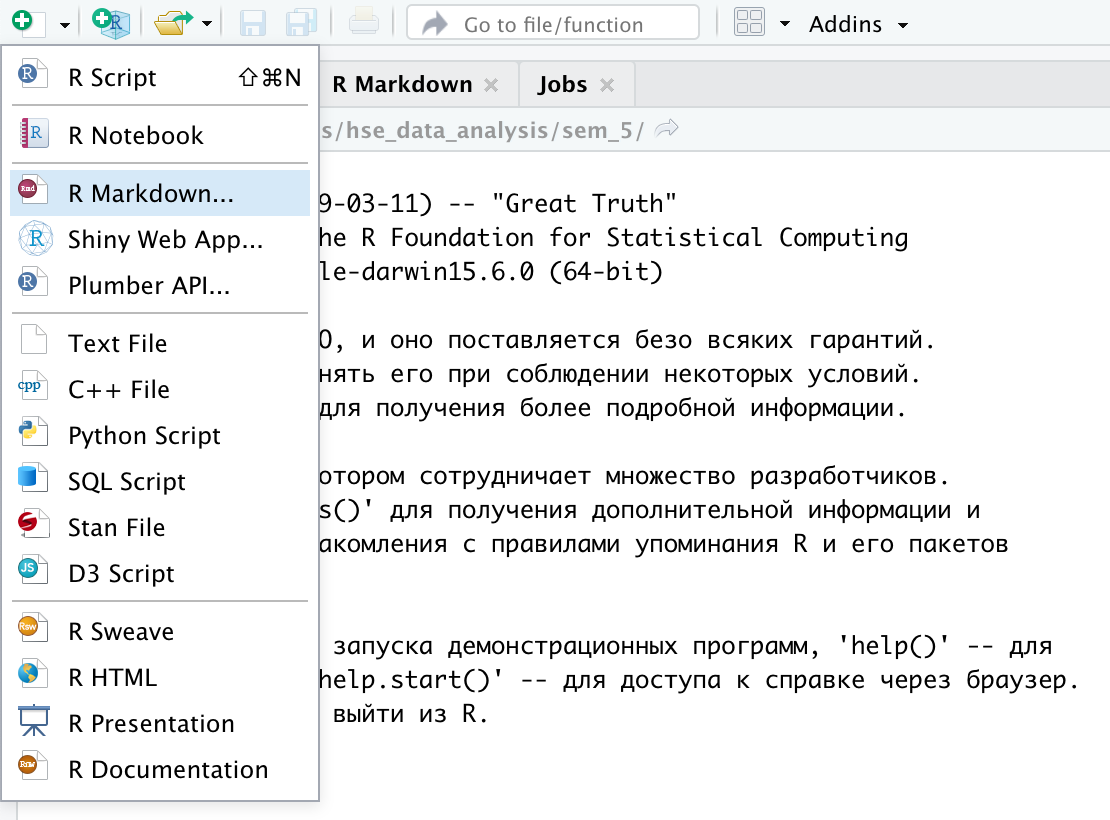 Go to file/function
Addins
R Script ⇧⌘N
R Notebook
R Markdown...
Shiny Web App...
Plumber API...
Text File
C++ File
Python Script
SQL Script
Stan File
D3 Script
R Sweave
R HTML
R Presentation
R Documentation
R Markdown
Jobs
s/hse_data_analysis/sem_5/
9-03-11) -- "Great Truth"
he R Foundation for Statistical Computing
le-darwin15.6.0 (64-bit)
О, и оно поставляется безо всяких гарантий.
нять его при соблюдении некоторых условий.
для получения более подробной информации.
отором сотрудничает множество разработчиков.
s()' для получения дополнительной информации и
акомления с правилами упоминания R и его пакетов
запуска демонстрационных программ, 'help()' -- для
help.start()' -- для доступа к справке через браузер.
выйти из R.